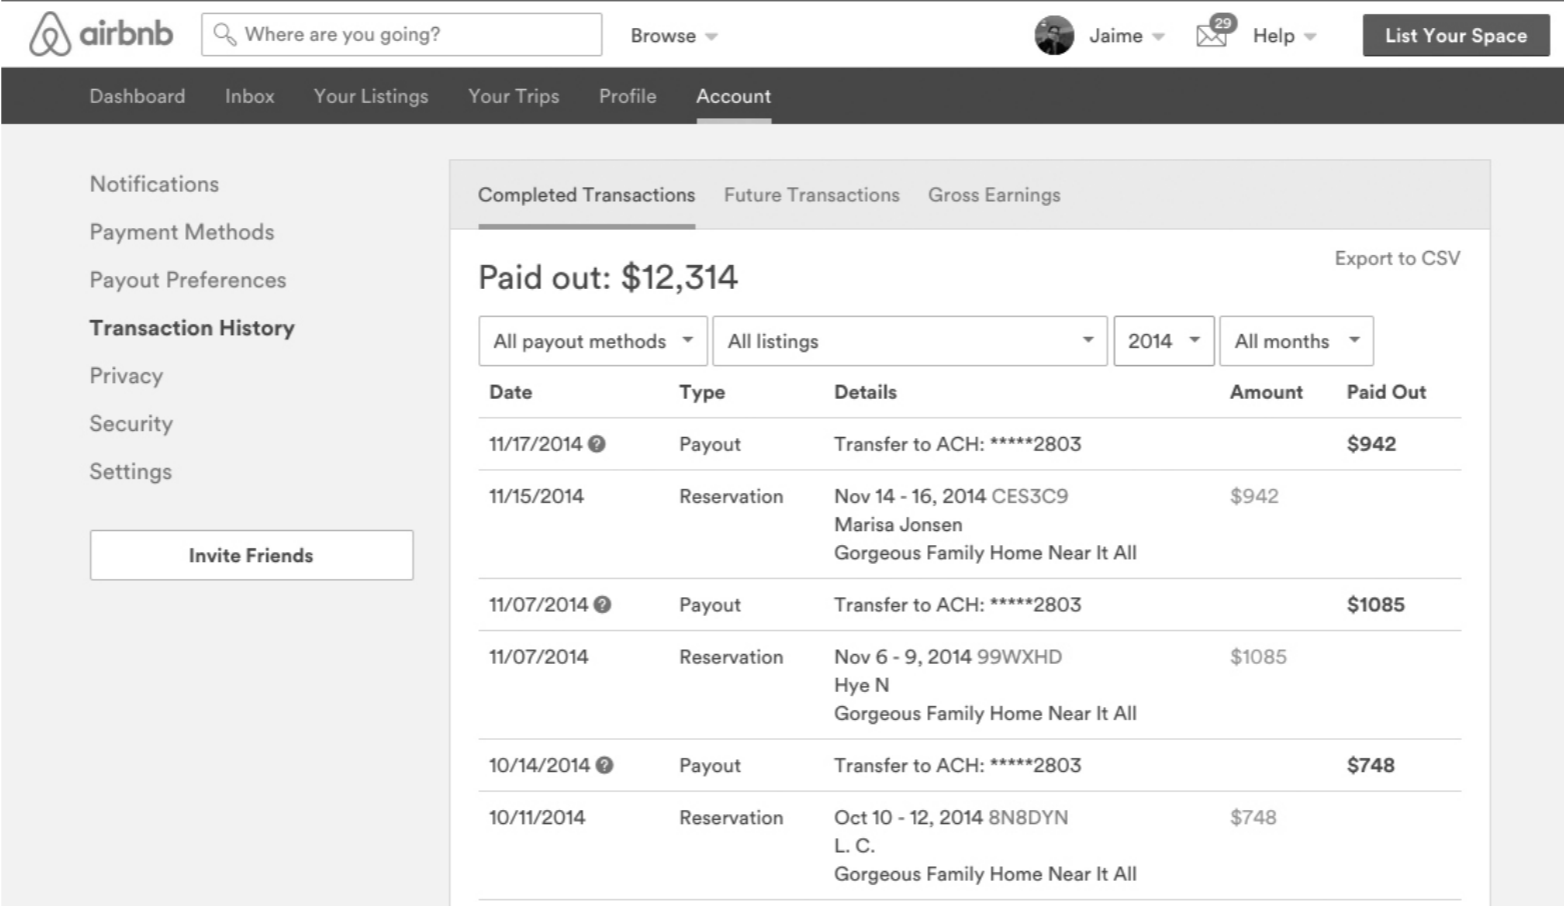 airbnb Where are you going? Browse Jaime 29 Help List Your Space
Dashboard Inbox Your Listings Your Trips Profile Account
Notifications
Payment Methods
Payout Preferences
Transaction History
Privacy
Security
Settings
Invite Friends
Completed Transactions Future Transactions Gross Earnings
Export to CSV
Paid out: $12,314
All payout methods All listings 2014 All months
Date Type Details Amount Paid Out
11/17/2014 ? Payout Transfer to ACH: *****2803 $942
11/15/2014 Reservation Nov 14 - 16, 2014 CES3C9 $942
Marisa Jonsen
Gorgeous Family Home Near It All
11/07/2014 ? Payout Transfer to ACH: *****2803 $1085
11/07/2014 Reservation Nov 6 - 9, 2014 99WXHD $1085
Hye N
Gorgeous Family Home Near It All
10/14/2014 ? Payout Transfer to ACH: *****2803 $748
10/11/2014 Reservation Oct 10 - 12, 2014 8N8DYN $748
L. C.
Gorgeous Family Home Near It All